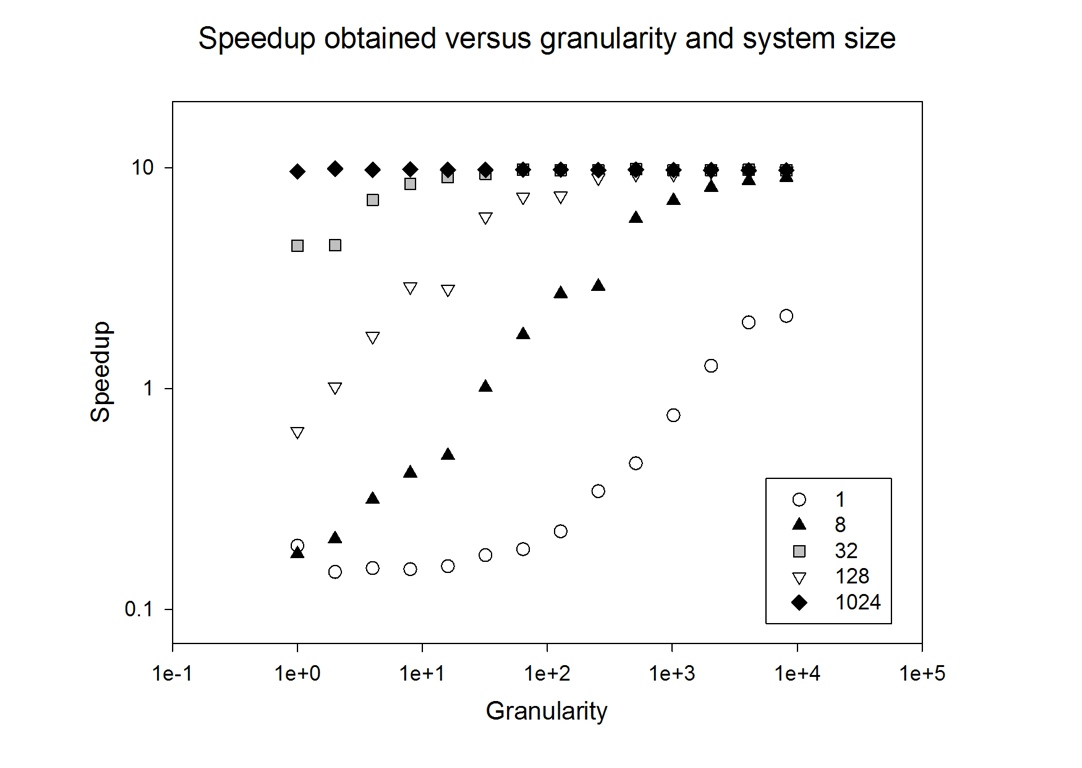 Speedup obtained versus granularity and system size
10
1
0.1
Speedup
1
8
32
128
1024
1e-1 1e+0 1e+1 1e+2 1e+3 1e+4 1e+5
Granularity